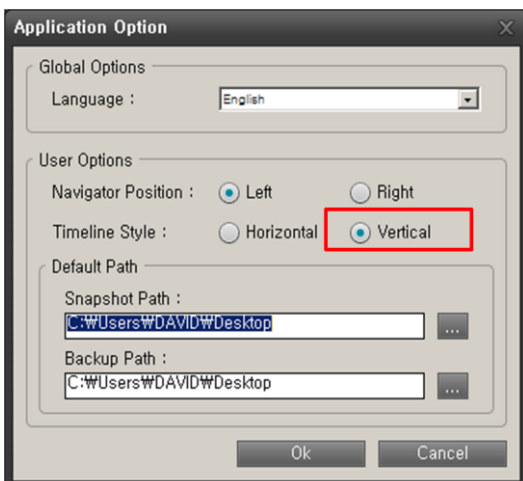 Application Option
Global Options
Language : English
User Options
Navigator Position : Left Right
Timeline Style : Horizontal Vertical
Default Path
Snapshot Path :
C:₩Users₩DAVID₩Desktop ...
Backup Path :
C:₩Users₩DAVID₩Desktop ...
Ok Cancel